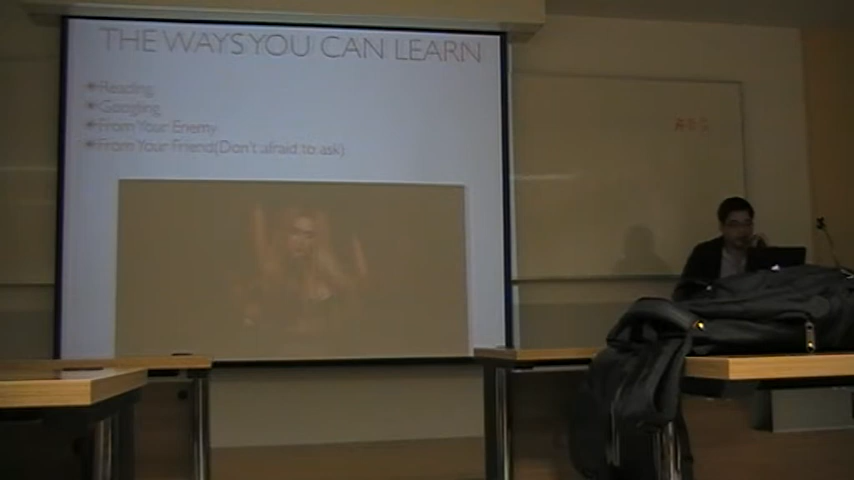 THE WAYS YOU CAN LEARN
Reading
Googling
From Your Enemy
From Your Friend(Don't afraid to ask)